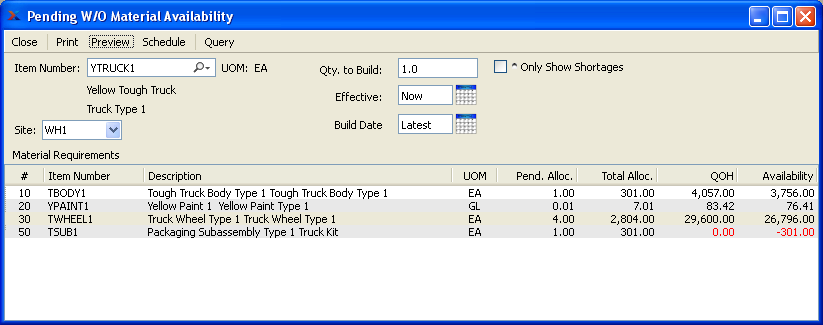 Pending W/O Material Availability
Close Print Preview Schedule Query
Item Number: YTRUCK1 UOM: EA Qty. to Build: 1.0 ^ Only Show Shortages
Yellow Tough Truck Effective: Now
Truck Type 1
Site: WH1 Build Date Latest
Material Requirements
# Item Number Description UOM Pend. Alloc. Total Alloc. QOH Availability
10 TBODY1 Tough Truck Body Type 1 Tough Truck Body Type 1 EA 1.00 301.00 4,057.00 3,756.00
20 YPAINT1 Yellow Paint 1 Yellow Paint Type 1 GL 0.01 7.01 83.42 76.41
30 TWHEEL1 Truck Wheel Type 1 Truck Wheel Type 1 EA 4.00 2,804.00 29,600.00 26,796.00
50 TSUB1 Packaging Subassembly Type 1 Truck Kit EA 1.00 301.00 0.00 -301.00